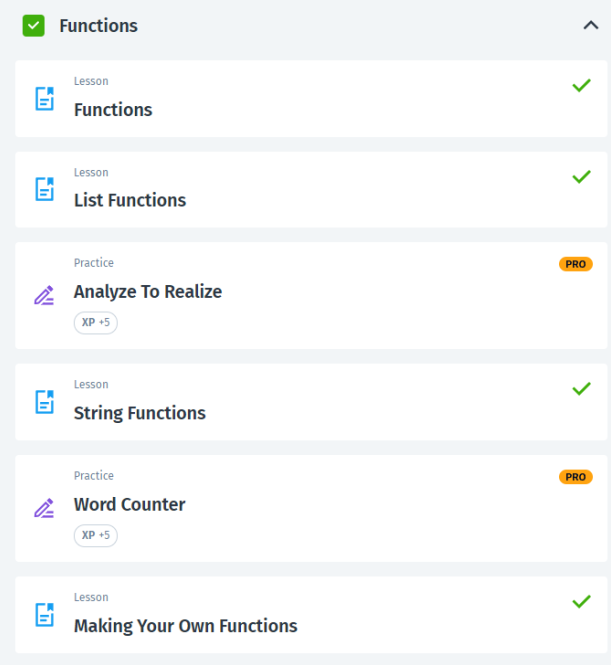 Functions
Lesson
Functions
Lesson
List Functions
Practice
PRO
Analyze To Realize
XP +5
Lesson
String Functions
Practice
PRO
Word Counter
XP +5
Lesson
Making Your Own Functions